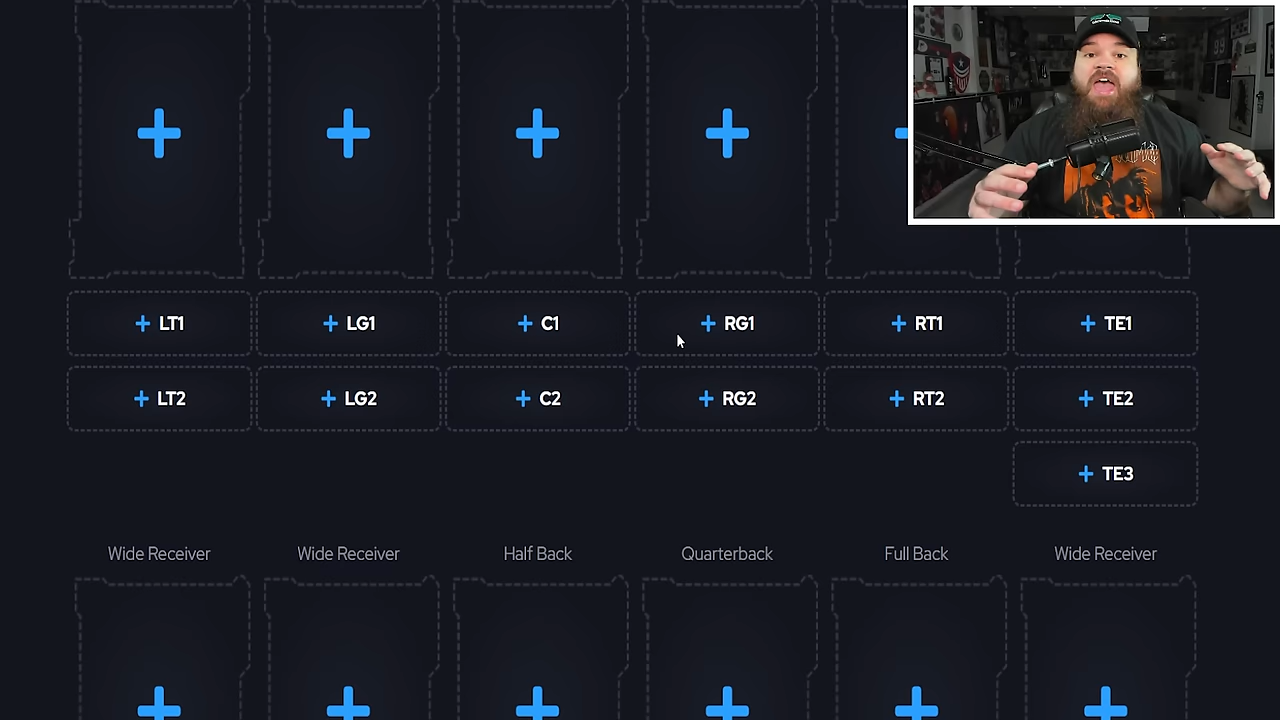 LT1 LG1 C1 RG1 RT1 TE1
LT2 LG2 C2 RG2 RT2 TE2
TE3
Wide Receiver Wide Receiver Half Back Quarterback Full Back Wide Receiver